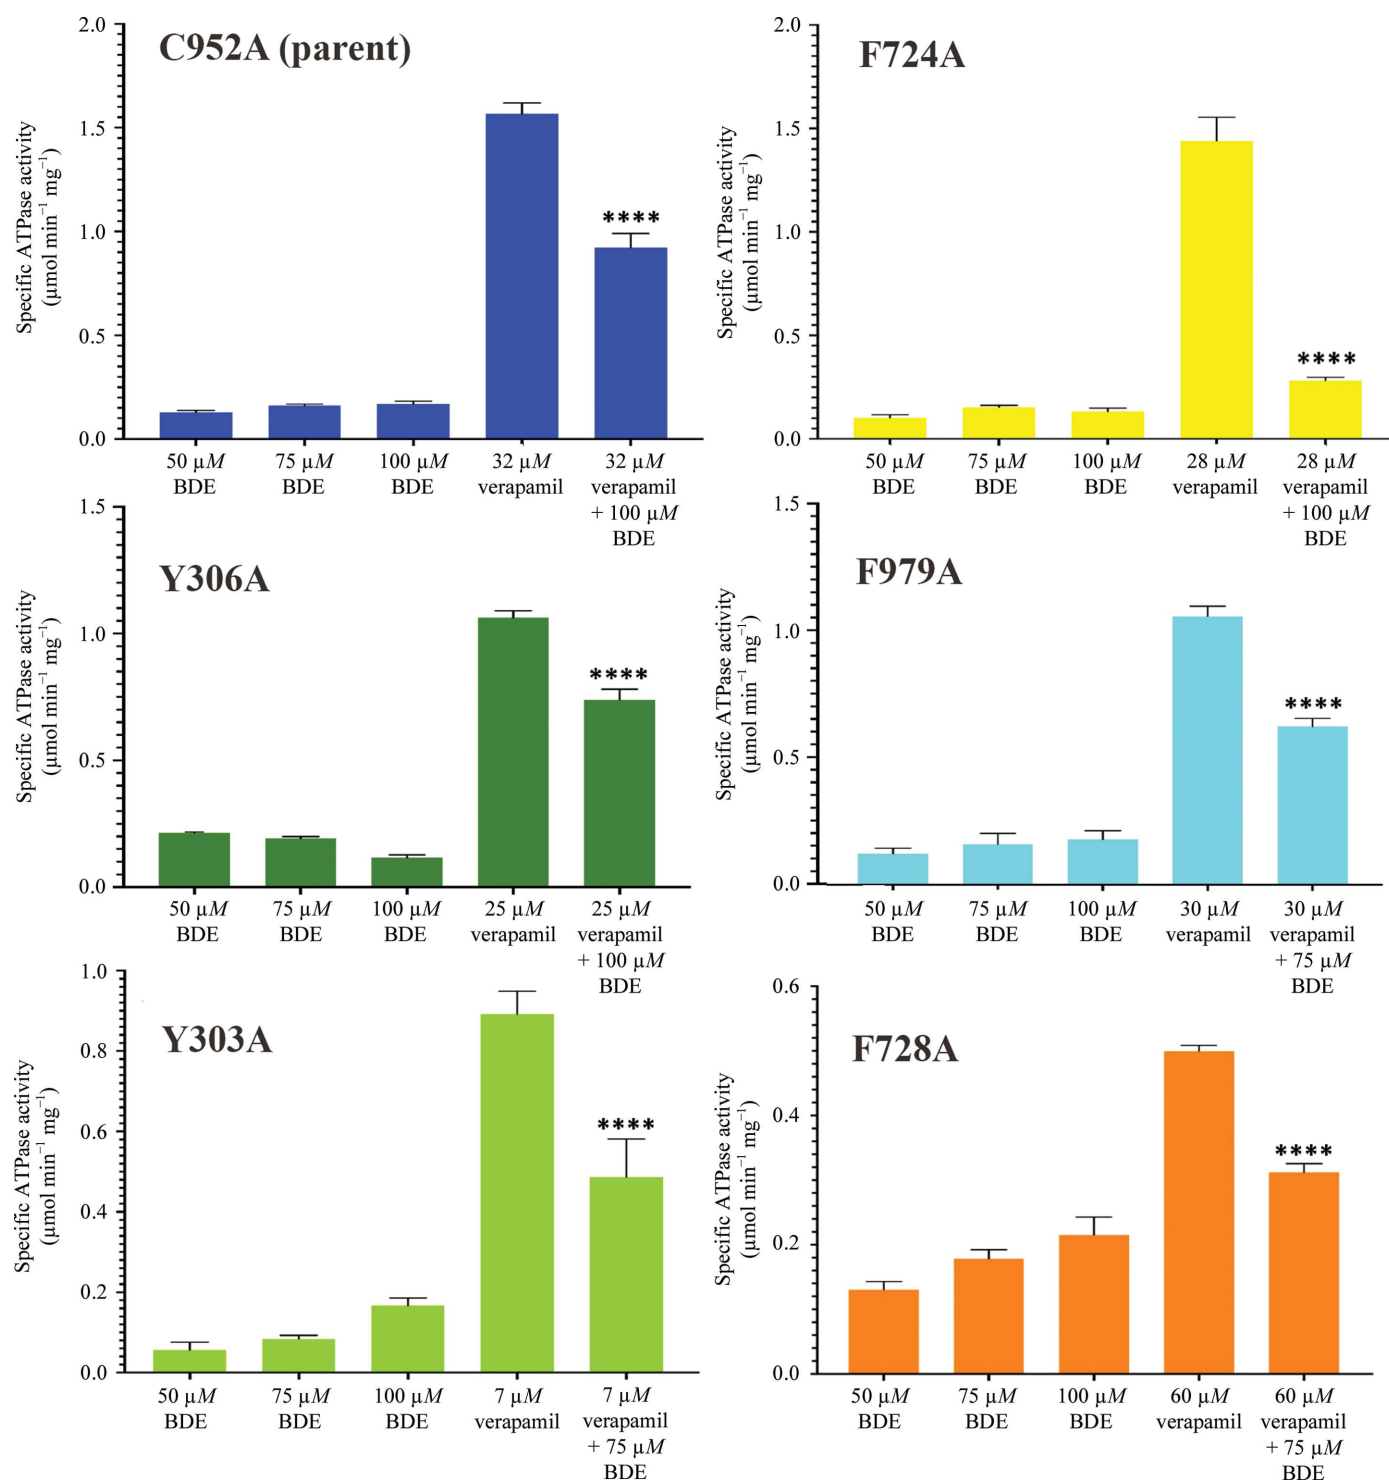 C952A (parent)
Specific ATPase activity
(µmol min⁻¹ mg⁻¹)
2.0
1.5
1.0
0.5
0.0
****
50 µM
BDE
75 µM
BDE
100 µM
BDE
32 µM
verapamil
32 µM
verapamil
+ 100 µM
BDE
F724A
Specific ATPase activity
(µmol min⁻¹ mg⁻¹)
2.0
1.5
1.0
0.5
0.0
****
50 µM
BDE
75 µM
BDE
100 µM
BDE
28 µM
verapamil
28 µM
verapamil
+ 100 µM
BDE
Y306A
Specific ATPase activity
(µmol min⁻¹ mg⁻¹)
1.5
1.0
0.5
0.0
****
50 µM
BDE
75 µM
BDE
100 µM
BDE
25 µM
verapamil
25 µM
verapamil
+ 100 µM
BDE
F979A
Specific ATPase activity
(µmol min⁻¹ mg⁻¹)
1.5
1.0
0.5
0.0
****
50 µM
BDE
75 µM
BDE
100 µM
BDE
30 µM
verapamil
30 µM
verapamil
+ 75 µM
BDE
Y303A
Specific ATPase activity
(µmol min⁻¹ mg⁻¹)
1.0
0.8
0.6
0.4
0.2
0.0
****
50 µM
BDE
75 µM
BDE
100 µM
BDE
7 µM
verapamil
7 µM
verapamil
+ 75 µM
BDE
F728A
Specific ATPase activity
(µmol min⁻¹ mg⁻¹)
0.6
0.4
0.2
0.0
****
50 µM
BDE
75 µM
BDE
100 µM
BDE
60 µM
verapamil
60 µM
verapamil
+ 75 µM
BDE